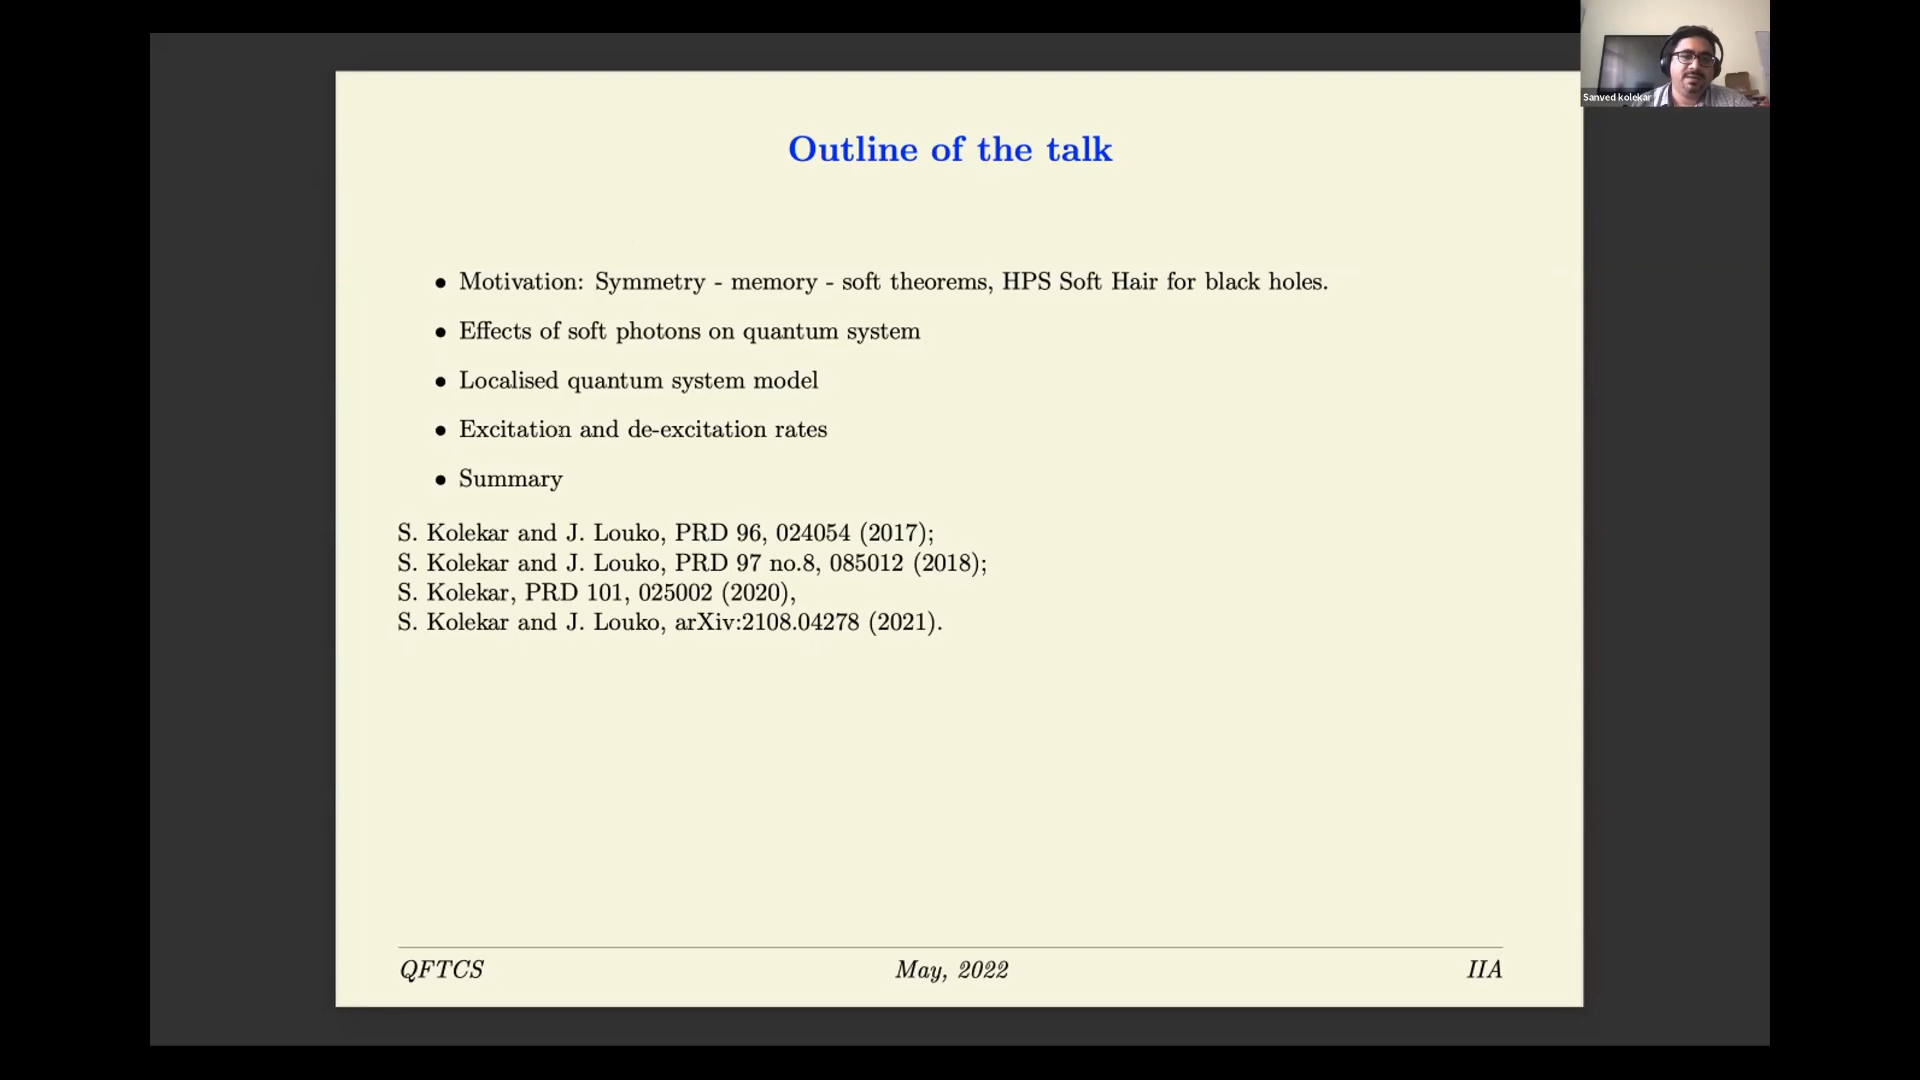 Sanved kolekar
Outline of the talk
• Motivation: Symmetry - memory - soft theorems, HPS Soft Hair for black holes.
• Effects of soft photons on quantum system
• Localised quantum system model
• Excitation and de-excitation rates
• Summary
S. Kolekar and J. Louko, PRD 96, 024054 (2017);
S. Kolekar and J. Louko, PRD 97 no.8, 085012 (2018);
S. Kolekar, PRD 101, 025002 (2020),
S. Kolekar and J. Louko, arXiv:2108.04278 (2021).
QFTCS May, 2022 IIA